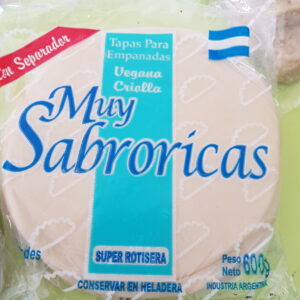 Con Separador
Tapas Para
Empanadas
Vegana
Criolla
Muy
Sabroricas
des
SUPER ROTISERA
Peso
Neto 600g
CONSERVAR EN HELADERA
INDUSTRIA ARGENTINA